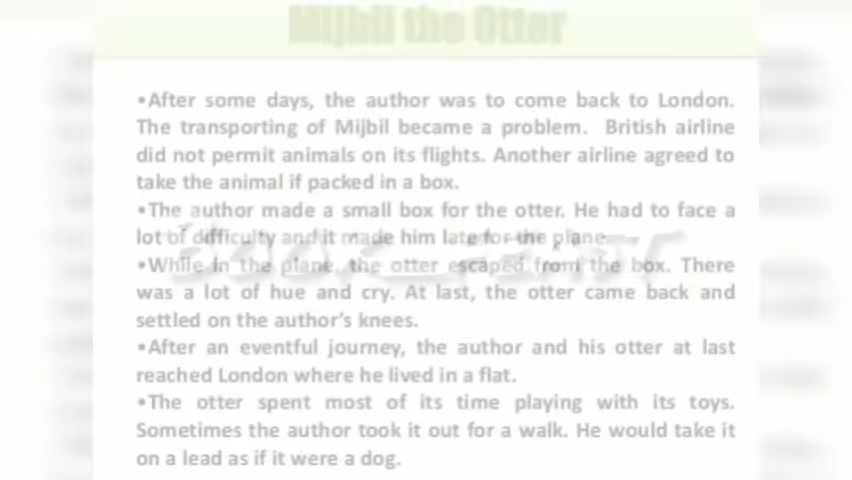 Mijbil the Otter
•After some days, the author was to come back to London.
The transporting of Mijbil became a problem. British airline
did not permit animals on its flights. Another airline agreed to
take the animal if packed in a box.
•The author made a small box for the otter. He had to face a
lot of difficulty and it made him late for the plane.
•While in the plane, the otter escaped from the box. There
was a lot of hue and cry. At last, the otter came back and
settled on the author's knees.
•After an eventful journey, the author and his otter at last
reached London where he lived in a flat.
•The otter spent most of its time playing with its toys.
Sometimes the author took it out for a walk. He would take it
on a lead as if it were a dog.